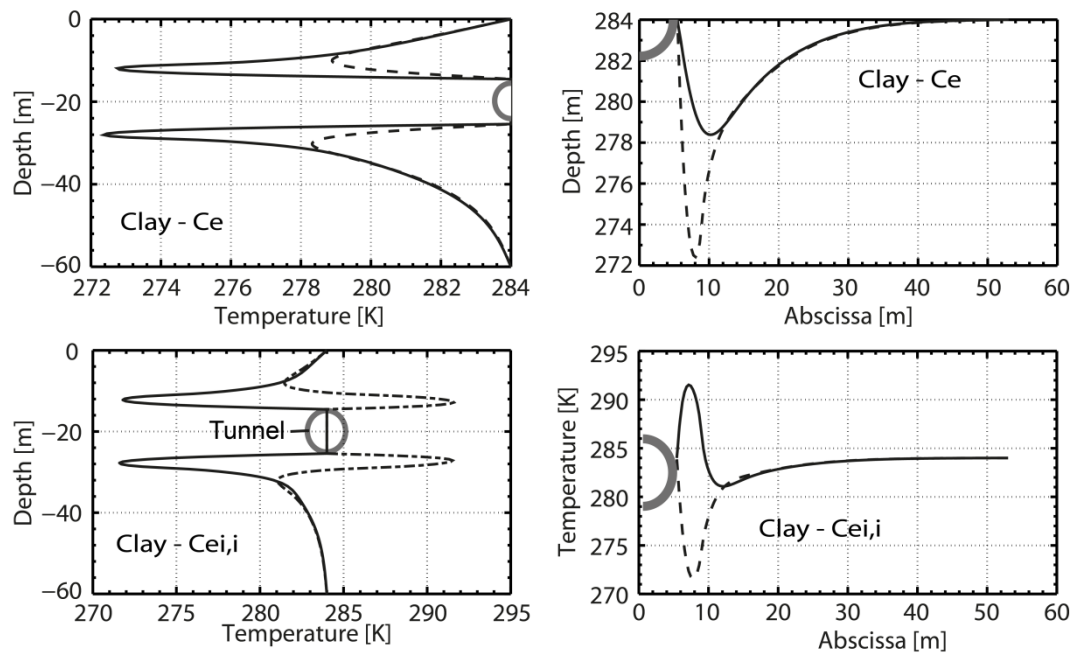 0
−20
−40
−60
Depth [m]
Clay - Ce
272 274 276 278 280 282 284
Temperature [K]
284
282
280
278
276
274
272
Depth [m]
Clay - Ce
0 10 20 30 40 50 60
Abscissa [m]
0
−20
−40
−60
Depth [m]
Tunnel
Clay - Cei,i
270 275 280 285 290 295
Temperature [K]
295
290
285
280
275
270
Temperature [K]
Clay - Cei,i
0 10 20 30 40 50 60
Abscissa [m]